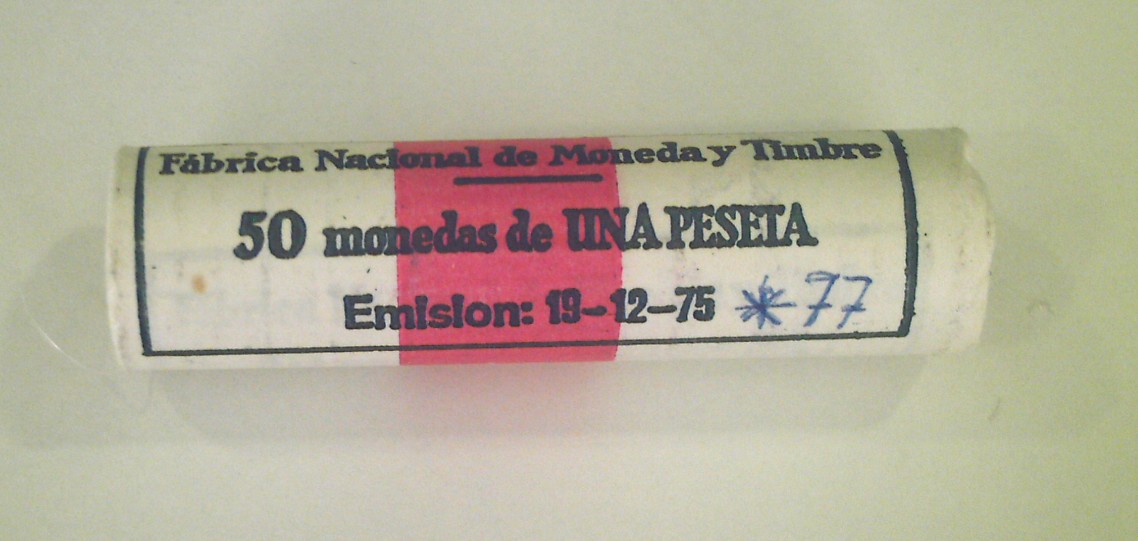 Fábrica Nacional de Moneda y Timbre
50 monedas de UNA PESETA
Emision: 19-12-75 *77